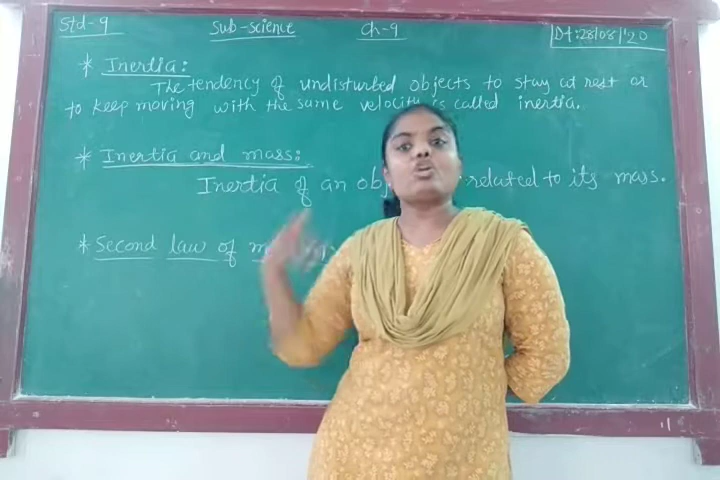 Std-9 Sub-science Ch-9 Dt:28/08/'20
* Inertia:
The tendency of undisturbed objects to stay at rest or
to keep moving with the same velocity is called inertia.
* Inertia and mass:
Inertia of an related to its mass.
* Second law of